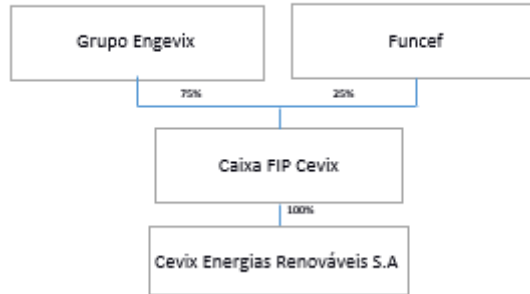 Grupo Engevix
Funcef
75%
25%
Caixa FIP Cevix
100%
Cevix Energias Renováveis S.A